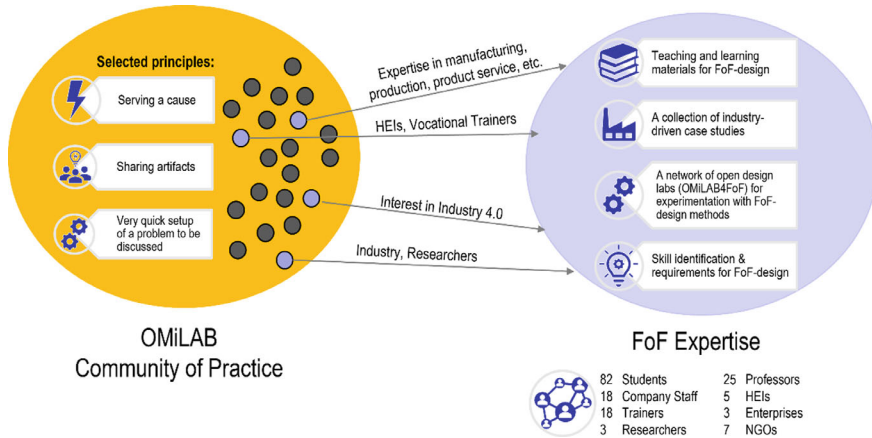 Selected principles:
Serving a cause
Sharing artifacts
Very quick setup
of a problem to be
discussed
Expertise in manufacturing,
production, product service, etc.
HEIs, Vocational Trainers
Interest in Industry 4.0
Industry, Researchers
Teaching and learning
materials for FoF-design
A collection of industry-
driven case studies
A network of open design
labs (OMiLAB4FoF) for
experimentation with FoF-
design methods
Skill identification &
requirements for FoF-design
OMiLAB
Community of Practice
FoF Expertise
82 Students 25 Professors
18 Company Staff 5 HEIs
18 Trainers 3 Enterprises
3 Researchers 7 NGOs